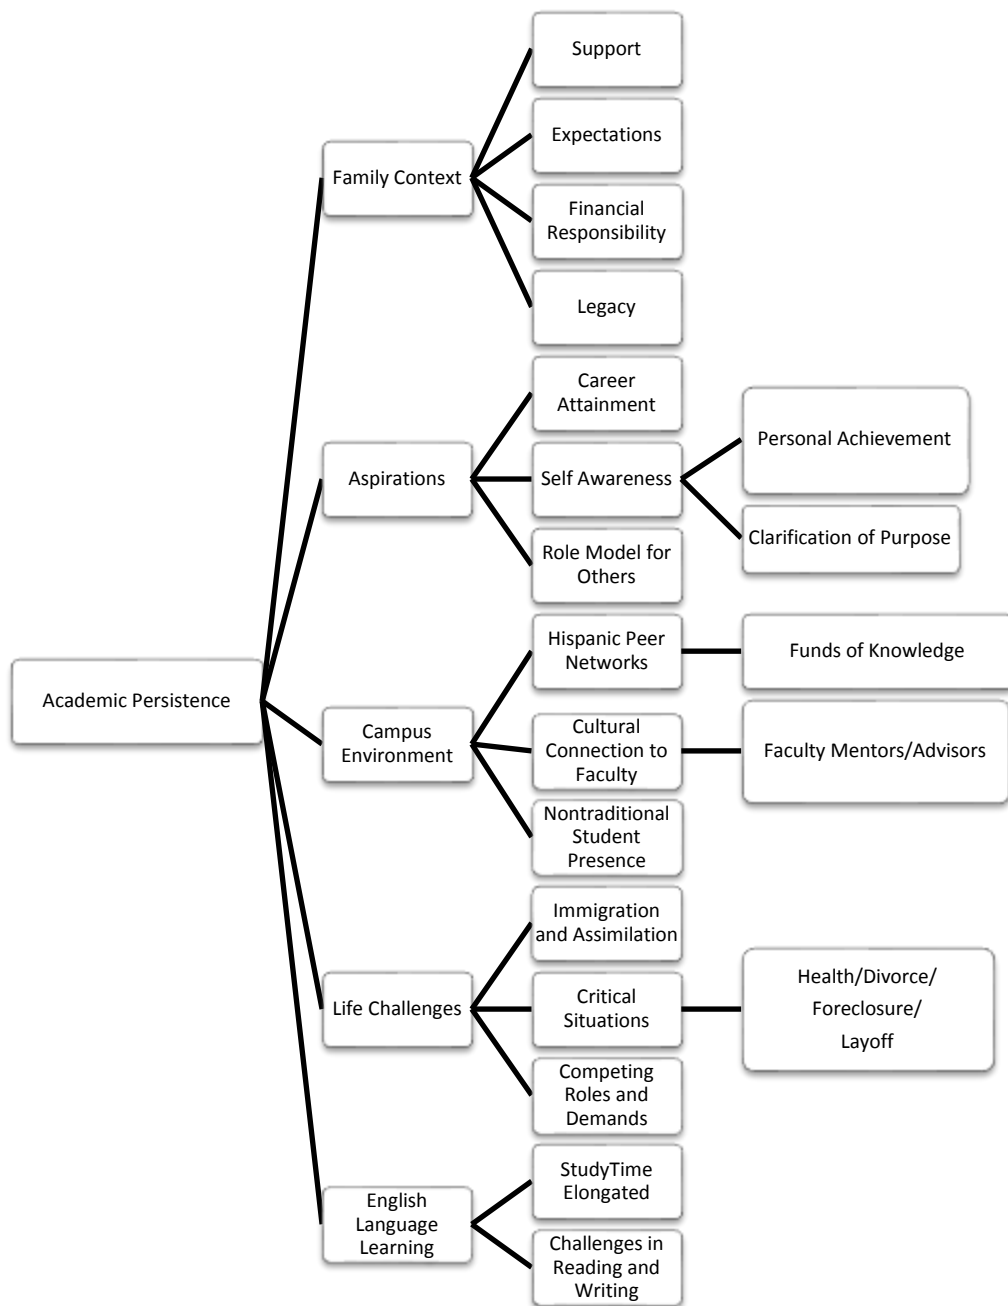 Support
Expectations
Family Context
Financial
Responsibility
Legacy
Career
Attainment
Personal Achievement
Aspirations
Self Awareness
Clarification of Purpose
Role Model for
Others
Hispanic Peer
Networks
Funds of Knowledge
Academic Persistence
Campus
Environment
Cultural
Connection to
Faculty
Faculty Mentors/Advisors
Nontraditional
Student
Presence
Immigration
and Assimilation
Life Challenges
Critical
Situations
Health/Divorce/
Foreclosure/
Layoff
Competing
Roles and
Demands
English
Language
Learning
StudyTime
Elongated
Challenges in
Reading and
Writing